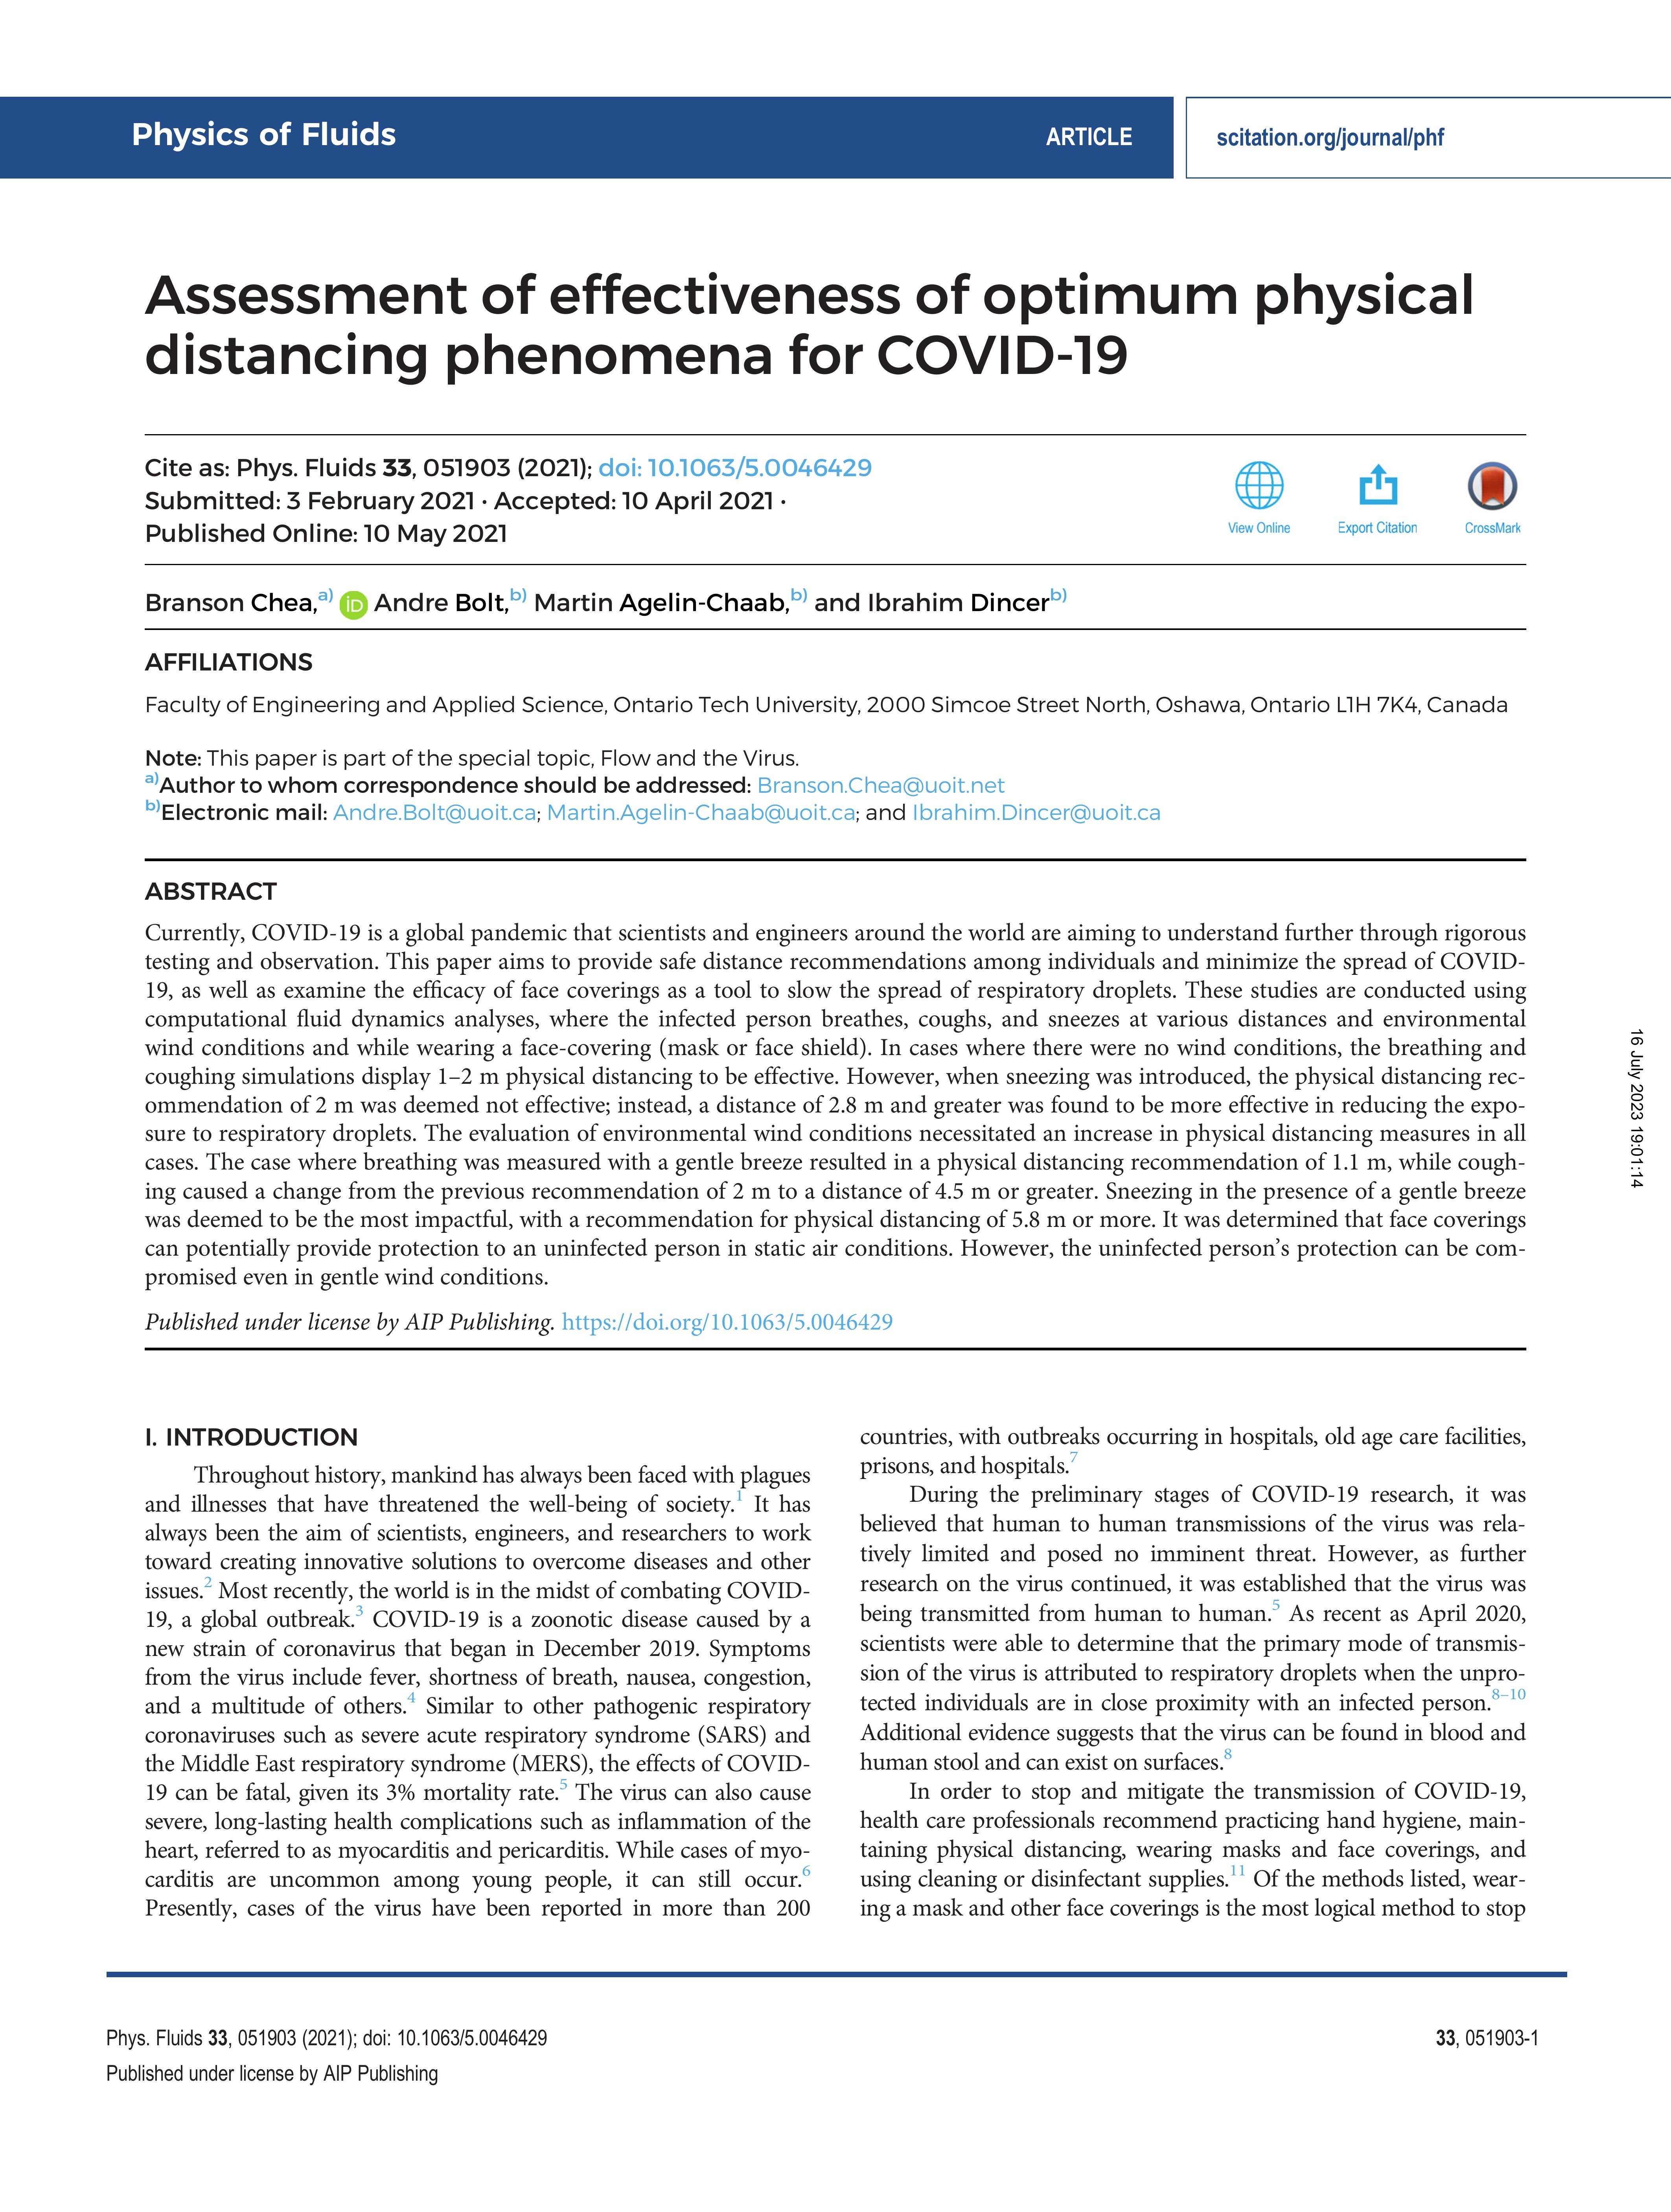 Physics of Fluids
ARTICLE
scitation.org/journal/phf
Assessment of effectiveness of optimum physical
distancing phenomena for COVID-19
Cite as: Phys. Fluids 33, 051903 (2021); doi: 10.1063/5.0046429
Submitted: 3 February 2021 · Accepted: 10 April 2021 ·
Published Online: 10 May 2021
View Online
Export Citation
CrossMark
Branson Chea,a) iD Andre Bolt,b) Martin Agelin-Chaab,b) and Ibrahim Dincerb)
AFFILIATIONS
Faculty of Engineering and Applied Science, Ontario Tech University, 2000 Simcoe Street North, Oshawa, Ontario L1H 7K4, Canada
Note: This paper is part of the special topic, Flow and the Virus.
a)Author to whom correspondence should be addressed: Branson.Chea@uoit.net
b)Electronic mail: Andre.Bolt@uoit.ca; Martin.Agelin-Chaab@uoit.ca; and Ibrahim.Dincer@uoit.ca
ABSTRACT
Currently, COVID-19 is a global pandemic that scientists and engineers around the world are aiming to understand further through rigorous
testing and observation. This paper aims to provide safe distance recommendations among individuals and minimize the spread of COVID-
19, as well as examine the efficacy of face coverings as a tool to slow the spread of respiratory droplets. These studies are conducted using
computational fluid dynamics analyses, where the infected person breathes, coughs, and sneezes at various distances and environmental
wind conditions and while wearing a face-covering (mask or face shield). In cases where there were no wind conditions, the breathing and
coughing simulations display 1–2 m physical distancing to be effective. However, when sneezing was introduced, the physical distancing rec-
ommendation of 2 m was deemed not effective; instead, a distance of 2.8 m and greater was found to be more effective in reducing the expo-
sure to respiratory droplets. The evaluation of environmental wind conditions necessitated an increase in physical distancing measures in all
cases. The case where breathing was measured with a gentle breeze resulted in a physical distancing recommendation of 1.1 m, while cough-
ing caused a change from the previous recommendation of 2 m to a distance of 4.5 m or greater. Sneezing in the presence of a gentle breeze
was deemed to be the most impactful, with a recommendation for physical distancing of 5.8 m or more. It was determined that face coverings
can potentially provide protection to an uninfected person in static air conditions. However, the uninfected person's protection can be com-
promised even in gentle wind conditions.
Published under license by AIP Publishing. https://doi.org/10.1063/5.0046429
I. INTRODUCTION
Throughout history, mankind has always been faced with plagues
and illnesses that have threatened the well-being of society.1 It has
always been the aim of scientists, engineers, and researchers to work
toward creating innovative solutions to overcome diseases and other
issues.2 Most recently, the world is in the midst of combating COVID-
19, a global outbreak.3 COVID-19 is a zoonotic disease caused by a
new strain of coronavirus that began in December 2019. Symptoms
from the virus include fever, shortness of breath, nausea, congestion,
and a multitude of others.4 Similar to other pathogenic respiratory
coronaviruses such as severe acute respiratory syndrome (SARS) and
the Middle East respiratory syndrome (MERS), the effects of COVID-
19 can be fatal, given its 3% mortality rate.5 The virus can also cause
severe, long-lasting health complications such as inflammation of the
heart, referred to as myocarditis and pericarditis. While cases of myo-
carditis are uncommon among young people, it can still occur.6
Presently, cases of the virus have been reported in more than 200
countries, with outbreaks occurring in hospitals, old age care facilities,
prisons, and hospitals.7
During the preliminary stages of COVID-19 research, it was
believed that human to human transmissions of the virus was rela-
tively limited and posed no imminent threat. However, as further
research on the virus continued, it was established that the virus was
being transmitted from human to human.5 As recent as April 2020,
scientists were able to determine that the primary mode of transmis-
sion of the virus is attributed to respiratory droplets when the unpro-
tected individuals are in close proximity with an infected person.8–10
Additional evidence suggests that the virus can be found in blood and
human stool and can exist on surfaces.8
In order to stop and mitigate the transmission of COVID-19,
health care professionals recommend practicing hand hygiene, main-
taining physical distancing, wearing masks and face coverings, and
using cleaning or disinfectant supplies.11 Of the methods listed, wear-
ing a mask and other face coverings is the most logical method to stop
16 July 2023 19:01:14
Phys. Fluids 33, 051903 (2021); doi: 10.1063/5.0046429
33, 051903-1
Published under license by AIP Publishing